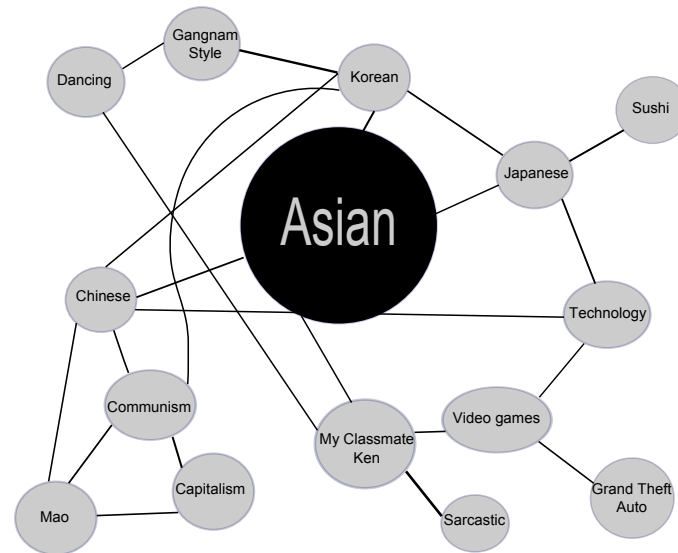 Gangnam
Style
Dancing
Korean
Sushi
Japanese
Asian
Chinese
Technology
Communism
Video games
My Classmate
Ken
Capitalism
Mao
Grand Theft
Auto
Sarcastic